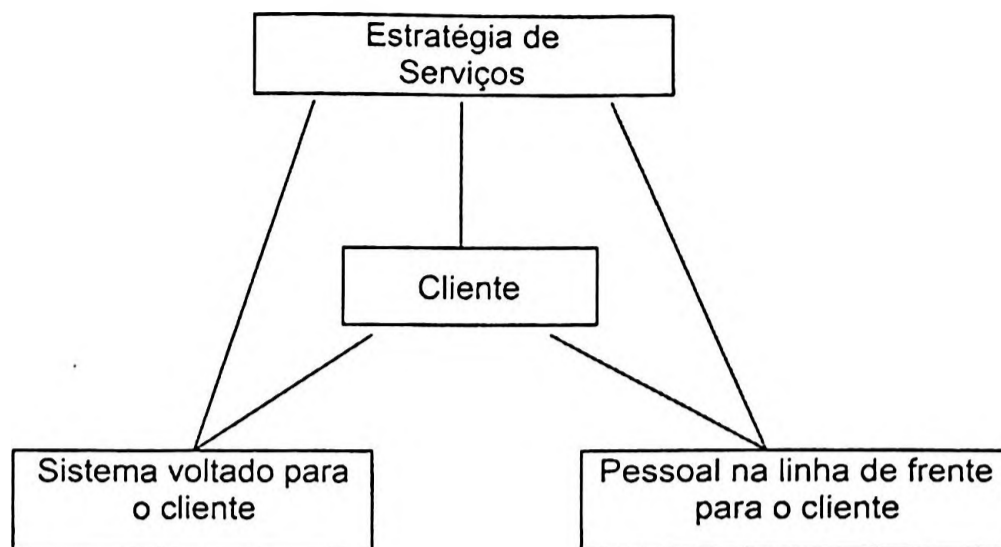 Estratégia de
Serviços
Cliente
Sistema voltado para
o cliente
Pessoal na linha de frente
para o cliente